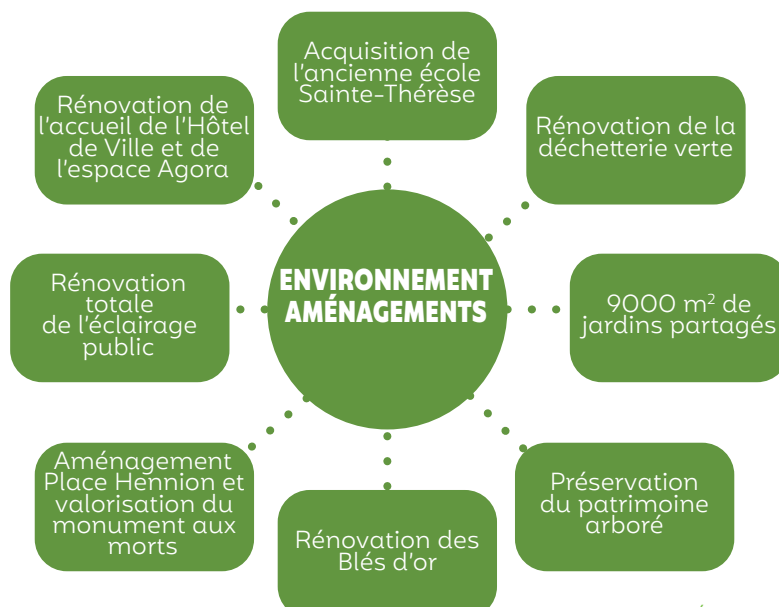 Acquisition de
l'ancienne école
Sainte-Thérèse
Rénovation de
l'accueil de l'Hôtel
de Ville et de
l'espace Agora
Rénovation de la
déchetterie verte
ENVIRONNEMENT
AMÉNAGEMENTS
Rénovation
totale
de l'éclairage
public
9000 m² de
jardins partagés
Aménagement
Place Hennion et
valorisation du
monument aux
morts
Rénovation des
Blés d'or
Préservation
du patrimoine
arboré